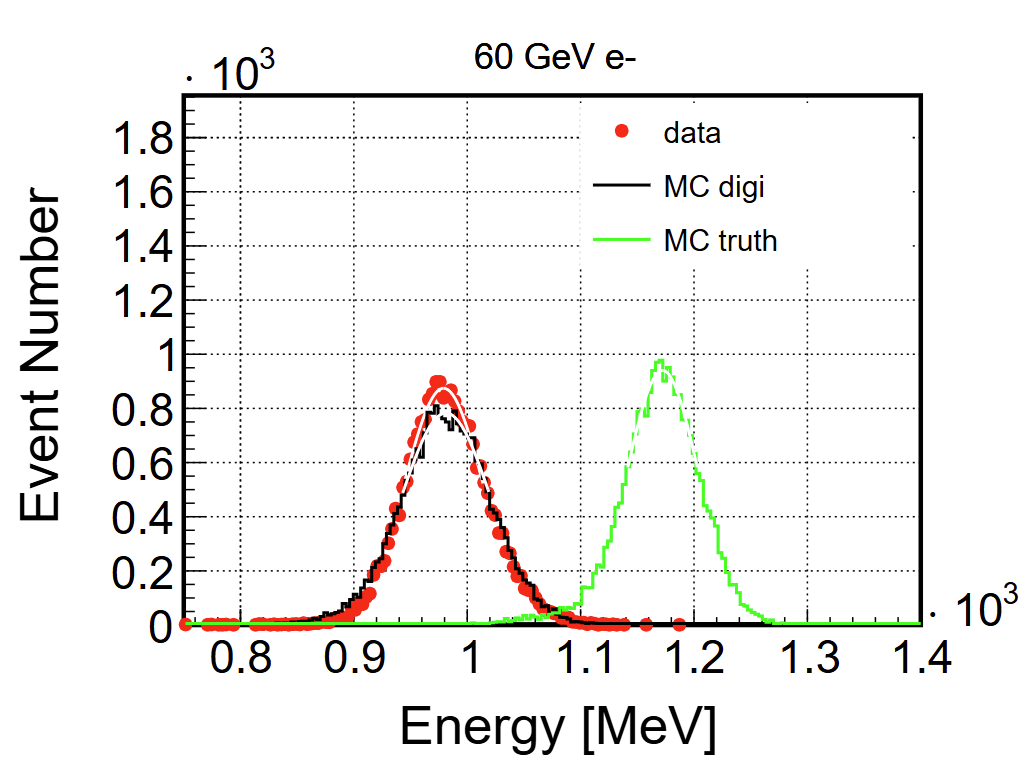 60 GeV e-
· 10³
data
MC digi
MC truth
Event Number
1.8
1.6
1.4
1.2
1
0.8
0.6
0.4
0.2
0
0.8 0.9 1 1.1 1.2 1.3 1.4
· 10³
Energy [MeV]